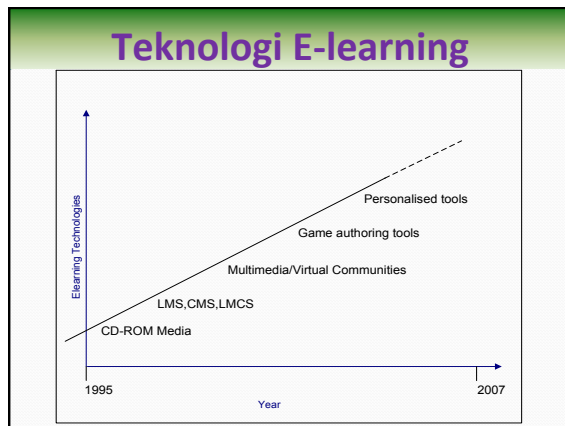 Teknologi E-learning
Elearning Technologies
Personalised tools
Game authoring tools
Multimedia/Virtual Communities
LMS,CMS,LMCS
CD-ROM Media
1995
2007
Year